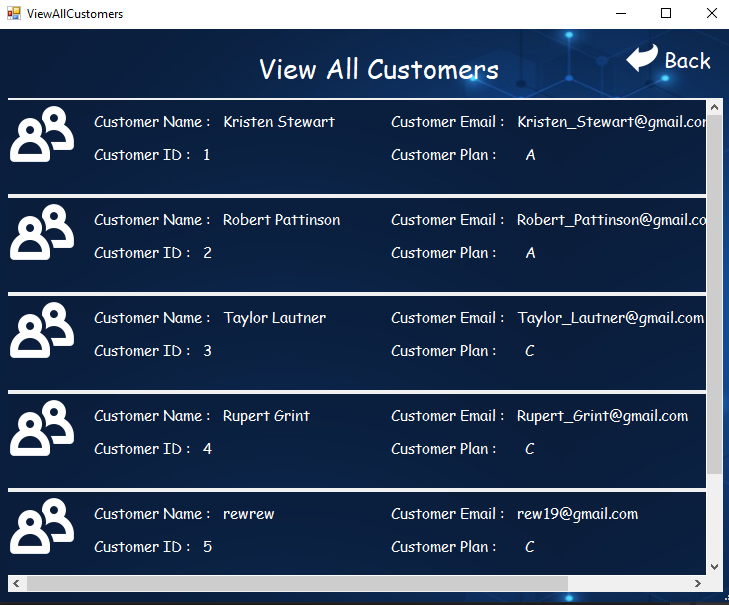 ViewAllCustomers
Back
View All Customers
Customer Name : Kristen Stewart Customer Email : Kristen_Stewart@gmail.com
Customer ID : 1 Customer Plan : A
Customer Name : Robert Pattinson Customer Email : Robert_Pattinson@gmail.co
Customer ID : 2 Customer Plan : A
Customer Name : Taylor Lautner Customer Email : Taylor_Lautner@gmail.com
Customer ID : 3 Customer Plan : C
Customer Name : Rupert Grint Customer Email : Rupert_Grint@gmail.com
Customer ID : 4 Customer Plan : C
Customer Name : rewrew Customer Email : rew19@gmail.com
Customer ID : 5 Customer Plan : C